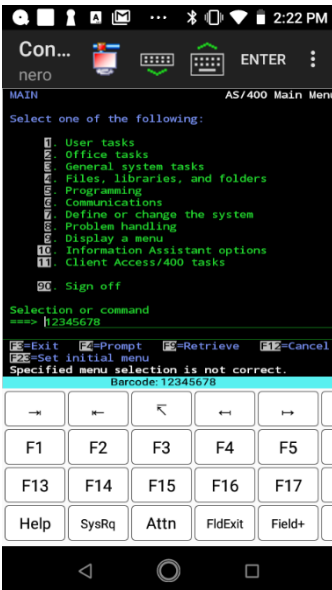 2:22 PM
Con...
nero
ENTER
MAIN AS/400 Main Menu
Select one of the following:
1. User tasks
2. Office tasks
3. General system tasks
4. Files, libraries, and folders
5. Programming
6. Communications
7. Define or change the system
8. Problem handling
9. Display a menu
10. Information Assistant options
11. Client Access/400 tasks
90. Sign off
Selection or command
===> 12345678
F3=Exit F4=Prompt F9=Retrieve F12=Cancel
F23=Set initial menu
Specified menu selection is not correct.
Barcode: 12345678
F1 F2 F3 F4 F5
F13 F14 F15 F16 F17
Help SysRq Attn FldExit Field+